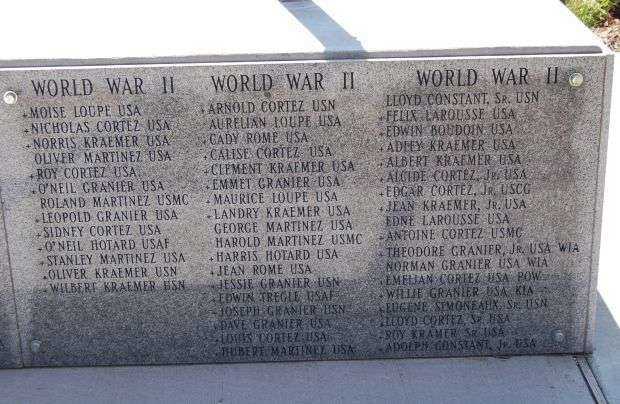 WORLD WAR II
MOISE LOUPE USA
NICHOLAS CORTEZ USA
NORRIS KRAEMER USA
OLIVER MARTINEZ USA
ROY CORTEZ USA
O'NEIL GRANIER USA
ROLAND MARTINEZ USMC
LEOPOLD GRANIER USA
SIDNEY CORTEZ USA
O'NEIL HOTARD USAF
STANLEY MARTINEZ USA
OLIVER KRAEMER USN
WILBERT KRAEMER USN
WORLD WAR II
ARNOLD CORTEZ USN
AURELIAN LOUPE USA
CADY ROME USA
CALISE CORTEZ USA
CLEMENT KRAEMER USA
EMMET GRANIER USA
MAURICE LOUPE USA
LANDRY KRAEMER USA
GEORGE MARTINEZ USA
HAROLD MARTINEZ USMC
HARRIS HOTARD USA
JEAN ROME USA
JESSIE GRANIER USN
EDWIN TREGLE USAF
JOSEPH GRANIER USN
DAVE GRANIER USA
LOUIS CORTEZ USA
HUBERT MARTINEZ USA
WORLD WAR II
LLOYD CONSTANT, SR. USN
FELIX LAROUSSE USA
EDWIN BOUDOIN USA
ADLEY KRAEMER USA
ALBERT KRAEMER USA
ALCIDE CORTEZ, JR. USA
EDGAR CORTEZ, JR. USCG
JEAN KRAEMER, JR. USA
EDNE LAROUSSE USA
ANTOINE CORTEZ USMC
THEODORE GRANIER, JR. USA WIA
NORMAN GRANIER USA WIA
EMELIAN CORTEZ USA POW
WILLIE GRANIER USA KIA
EUGENE SIMONEAUX, SR. USN
LLOYD CORTEZ, SR USA
ROY KRAMER SR. USA
ADOLPH CONSTANT, JR. USA